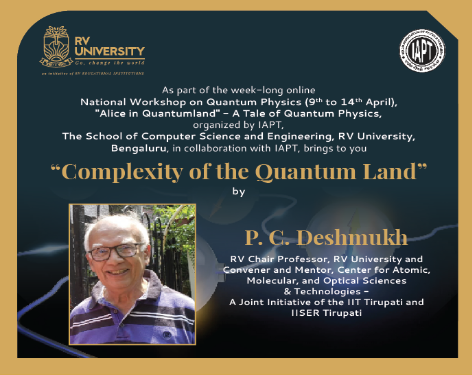 RV
UNIVERSITY
Go, change the world
an initiative of RV EDUCATIONAL INSTITUTIONS
IAPT
As part of the week-long online
National Workshop on Quantum Physics (9th to 14th April),
"Alice in Quantumland" - A Tale of Quantum Physics,
organized by IAPT,
The School of Computer Science and Engineering, RV University,
Bengaluru, in collaboration with IAPT, brings to you
“Complexity of the Quantum Land”
by
P. C. Deshmukh
RV Chair Professor, RV University and
Convener and Mentor, Center for Atomic,
Molecular, and Optical Sciences
& Technologies -
A Joint Initiative of the IIT Tirupati and
IISER Tirupati